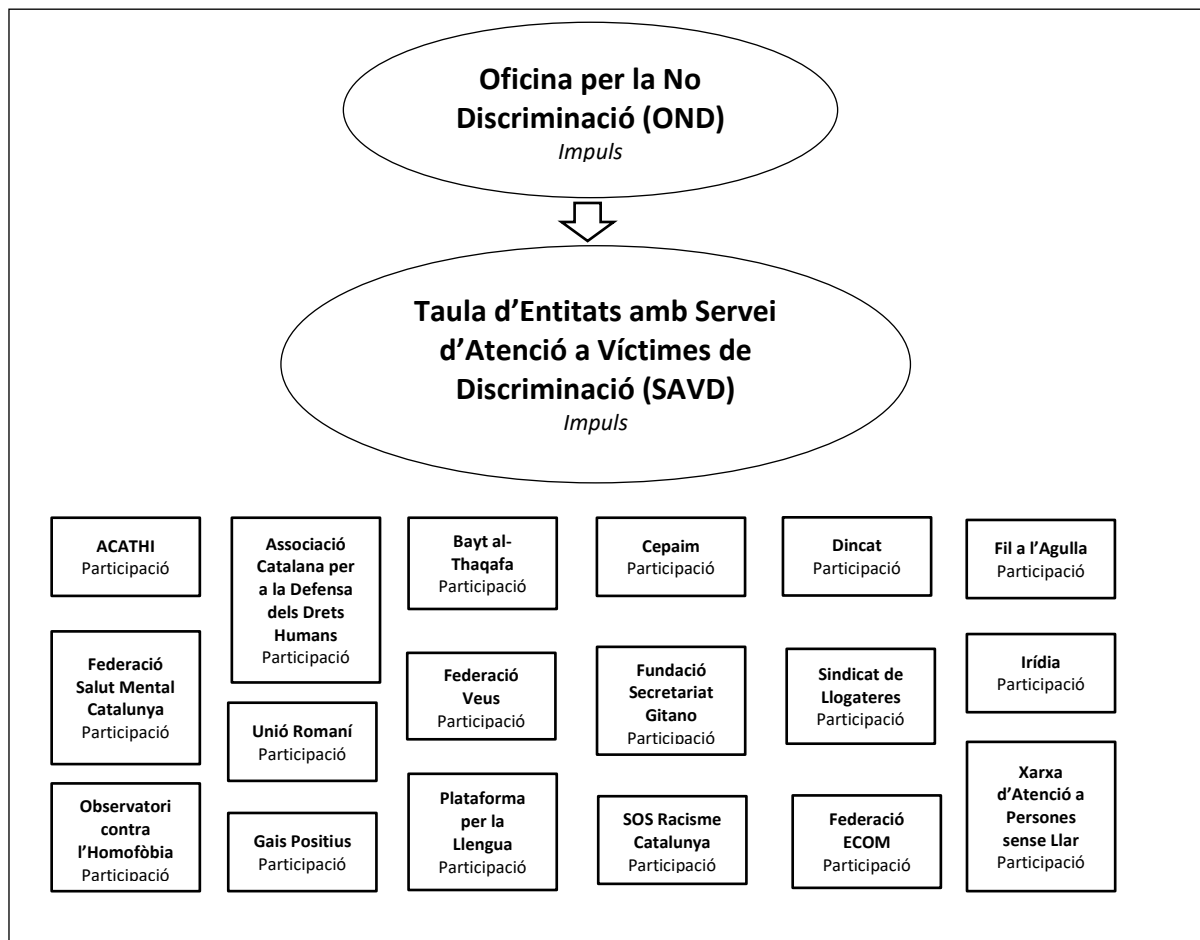 Oficina per la No
Discriminació (OND)
Impuls
Taula d’Entitats amb Servei
d’Atenció a Víctimes de
Discriminació (SAVD)
Impuls
ACATHI
Participació
Associació
Catalana per
a la Defensa
dels Drets
Humans
Participació
Bayt al-
Thaqafa
Participació
Cepaim
Participació
Dincat
Participació
Fil a l’Agulla
Participació
Federació
Salut Mental
Catalunya
Participació
Unió Romaní
Participació
Federació
Veus
Participació
Fundació
Secretariat
Gitano
Participació
Sindicat de
Llogateres
Participació
Irídia
Participació
Observatori
contra
l’Homofòbia
Participació
Gais Positius
Participació
Plataforma
per la
Llengua
Participació
SOS Racisme
Catalunya
Participació
Federació
ECOM
Participació
Xarxa
d’Atenció a
Persones
sense Llar
Participació